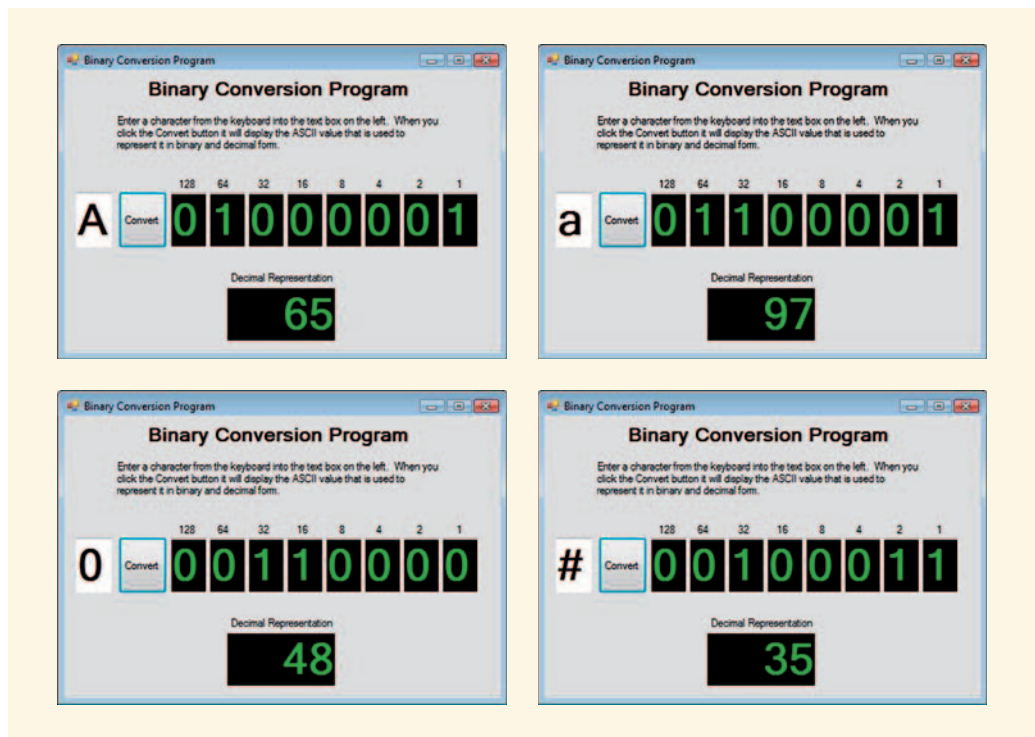 Binary Conversion Program
Binary Conversion Program
Enter a character from the keyboard into the text box on the left. When you
click the Convert button it will display the ASCII value that is used to
represent it in binary and decimal form.
128 64 32 16 8 4 2 1
A Convert 0 1 0 0 0 0 0 1
Decimal Representation
65
Binary Conversion Program
Binary Conversion Program
Enter a character from the keyboard into the text box on the left. When you
click the Convert button it will display the ASCII value that is used to
represent it in binary and decimal form.
128 64 32 16 8 4 2 1
a Convert 0 1 1 0 0 0 0 1
Decimal Representation
97
Binary Conversion Program
Binary Conversion Program
Enter a character from the keyboard into the text box on the left. When you
click the Convert button it will display the ASCII value that is used to
represent it in binary and decimal form.
128 64 32 16 8 4 2 1
0 Convert 0 0 1 1 0 0 0 0
Decimal Representation
48
Binary Conversion Program
Binary Conversion Program
Enter a character from the keyboard into the text box on the left. When you
click the Convert button it will display the ASCII value that is used to
represent it in binary and decimal form.
128 64 32 16 8 4 2 1
# Convert 0 0 1 0 0 0 1 1
Decimal Representation
35